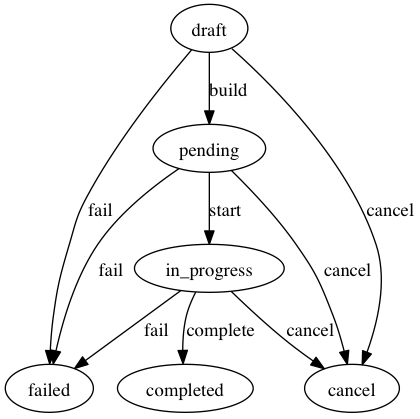 draft
build
pending
fail
start
cancel
fail
in_progress
cancel
fail
complete
cancel
failed
completed
cancel